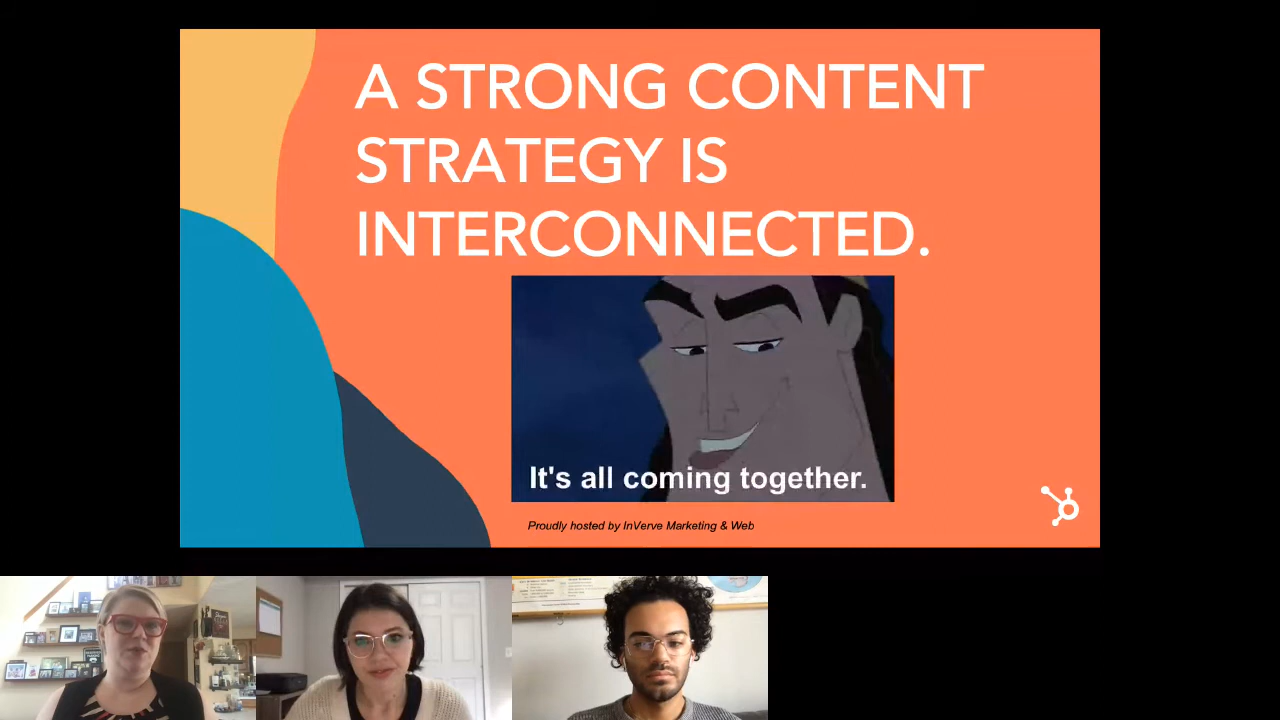 A STRONG CONTENT
STRATEGY IS
INTERCONNECTED.
It's all coming together.
Proudly hosted by InVerve Marketing & Web